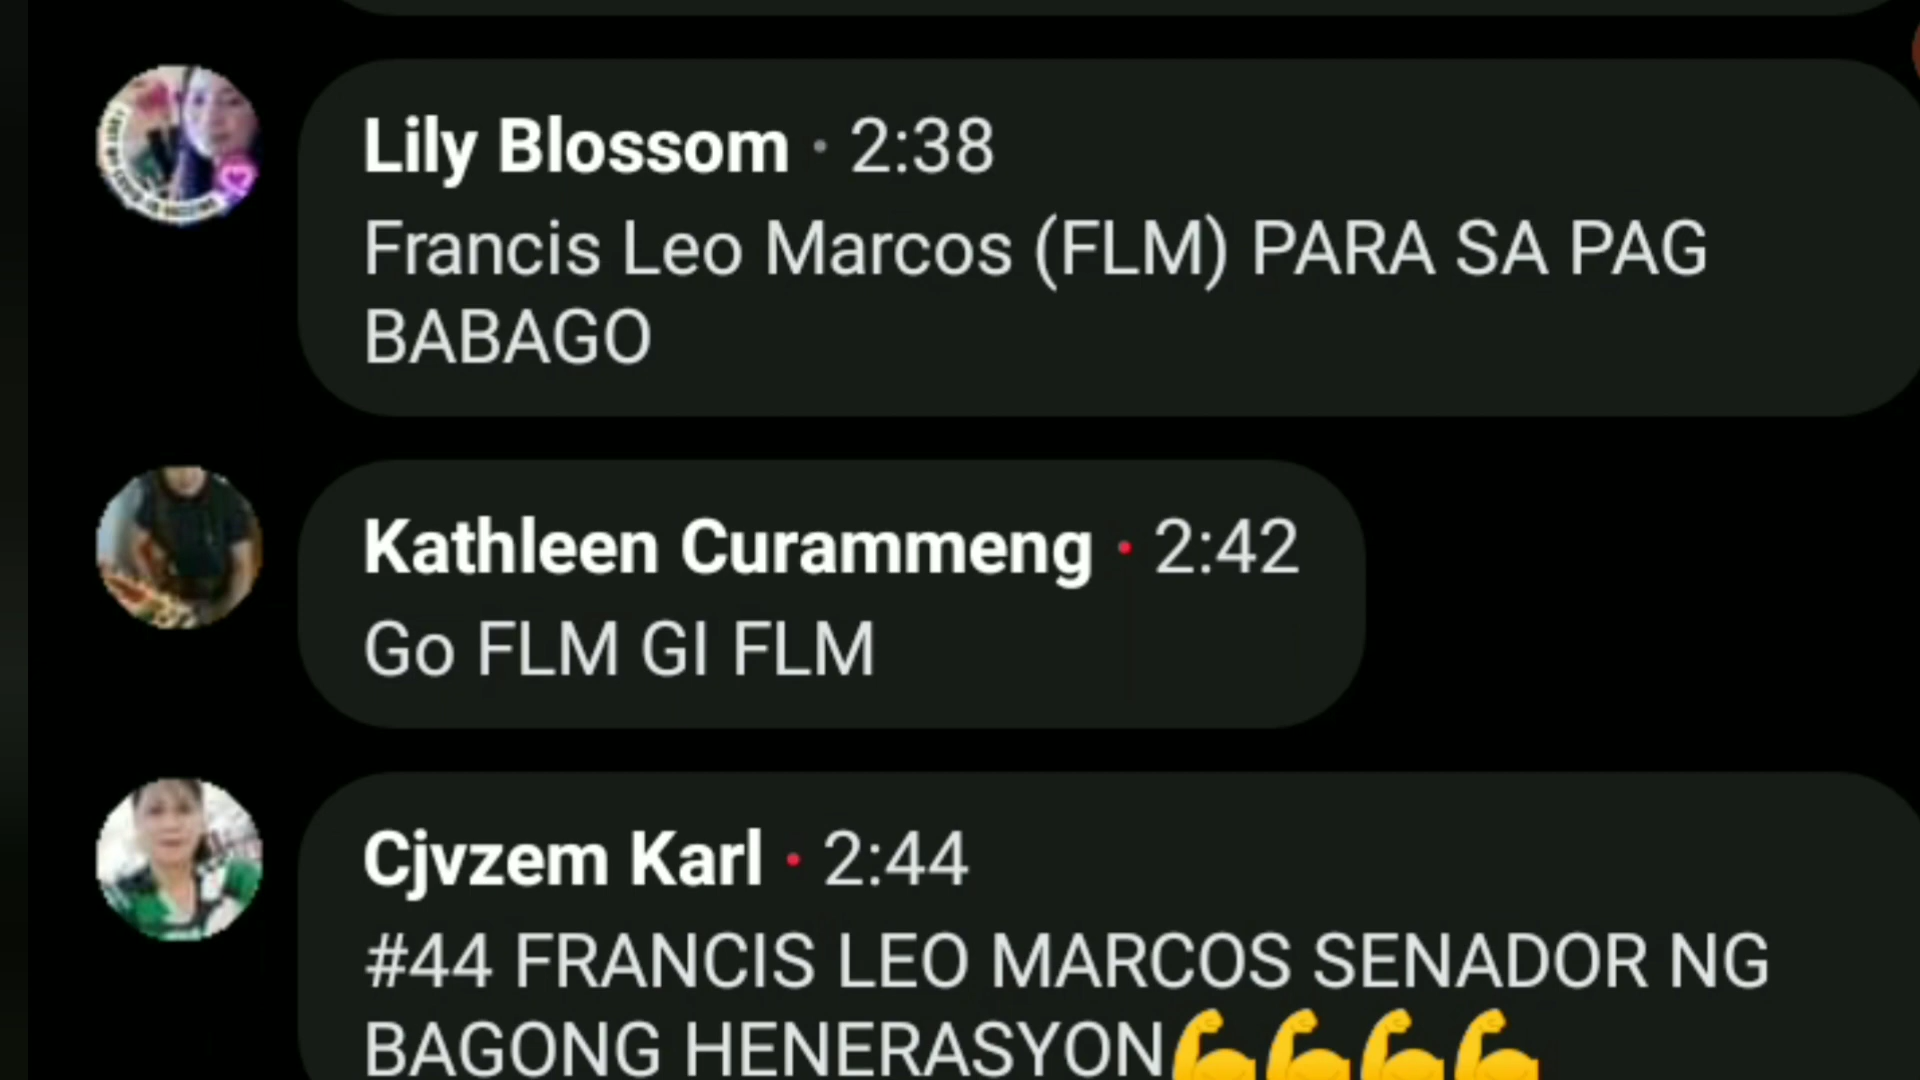 Lily Blossom · 2:38
Francis Leo Marcos (FLM) PARA SA PAG
BABAGO
Kathleen Curammeng · 2:42
Go FLM GI FLM
Cjvzem Karl · 2:44
#44 FRANCIS LEO MARCOS SENADOR NG
BAGONG HENERASYON💪💪💪💪